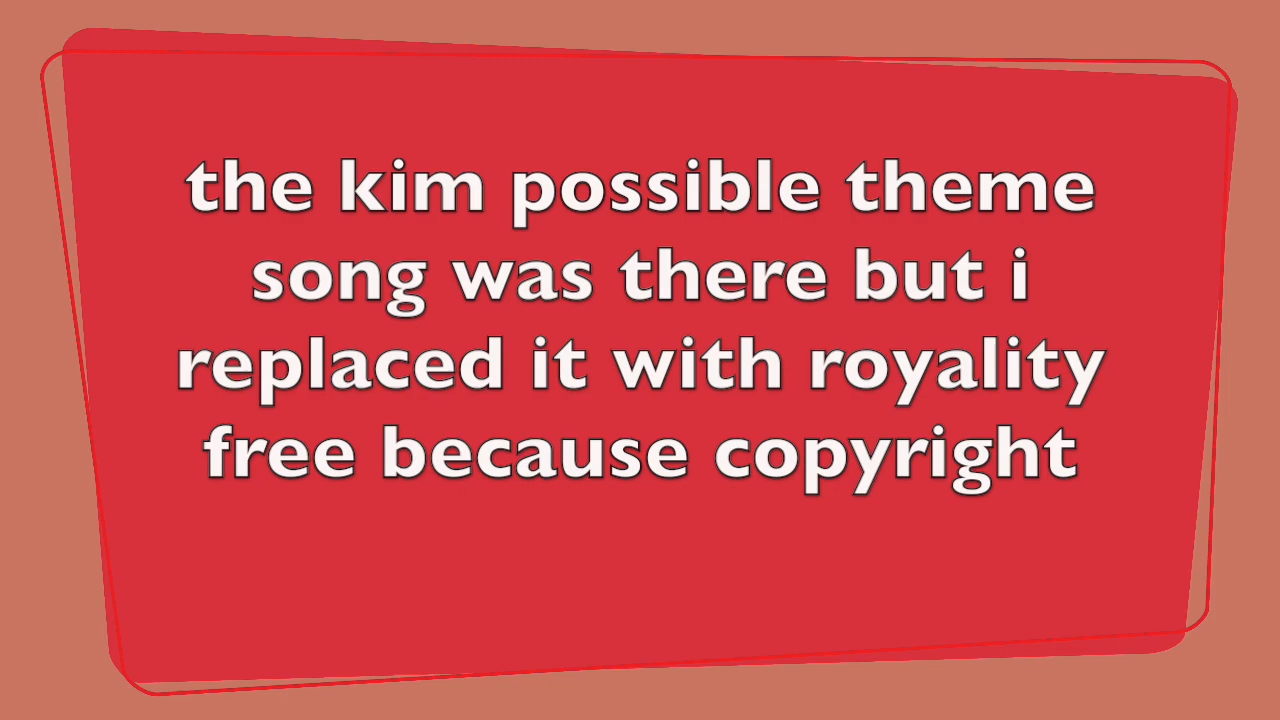 the kim possible theme
song was there but i
replaced it with royality
free because copyright